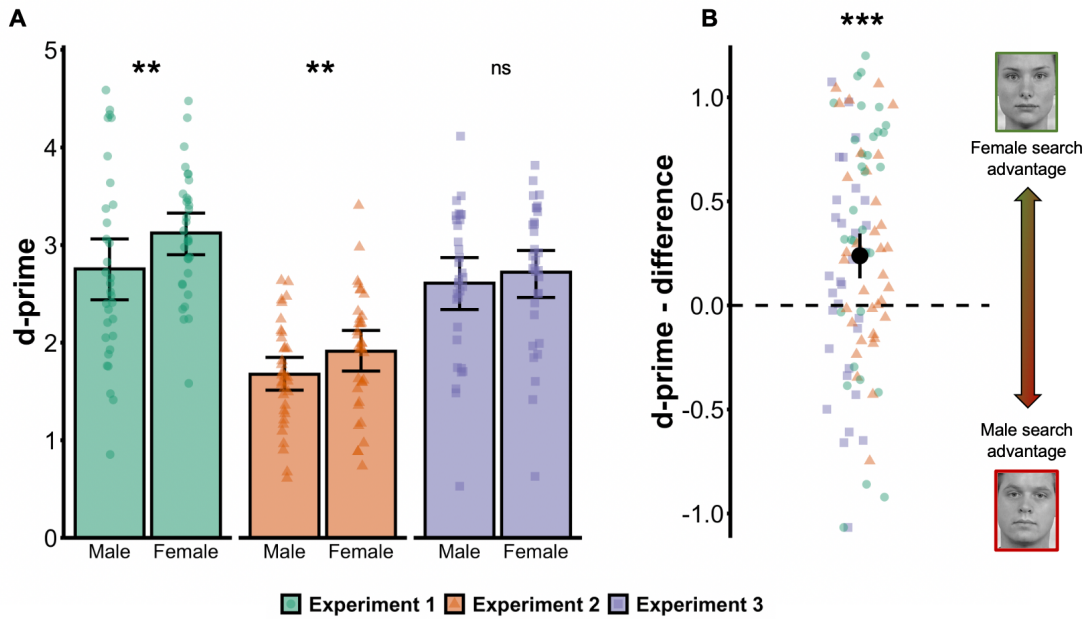 A
B
**
**
ns
***
d-prime
5
4
3
2
1
0
Male Female
Male Female
Male Female
d-prime - difference
1.0
0.5
0.0
-0.5
-1.0
Female search
advantage
Male search
advantage
Experiment 1 Experiment 2 Experiment 3